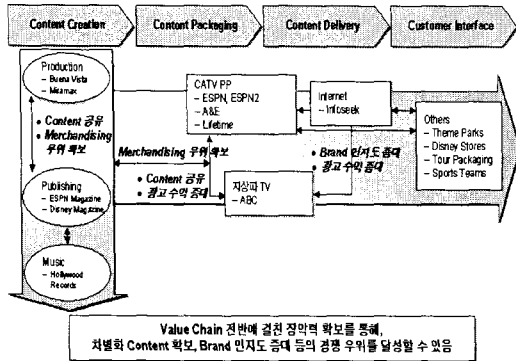 Content Creation
Content Packaging
Content Delivery
Customer Interface
Production
– Buena Vista
– Miramax
• Content 공유
• Merchandising
우위 확보
Publishing
– ESPN Magazine
– Disney Magazine
Music
– Hollywood
Records
CATV PP
– ESPN, ESPN2
– A&E
– Lifetime
Merchandising 우위 확보
• Content 공유
• 광고 수익 증대
지상파 TV
– ABC
Internet
– Infoseek
• Brand 인지도 증대
• 광고 수익 증대
Others
– Theme Parks
– Disney Stores
– Tour Packaging
– Sports Teams
Value Chain 전반에 걸친 장악력 확보를 통해,
차별화 Content 확보, Brand 인지도 증대 등의 경쟁 우위를 달성할 수 있음